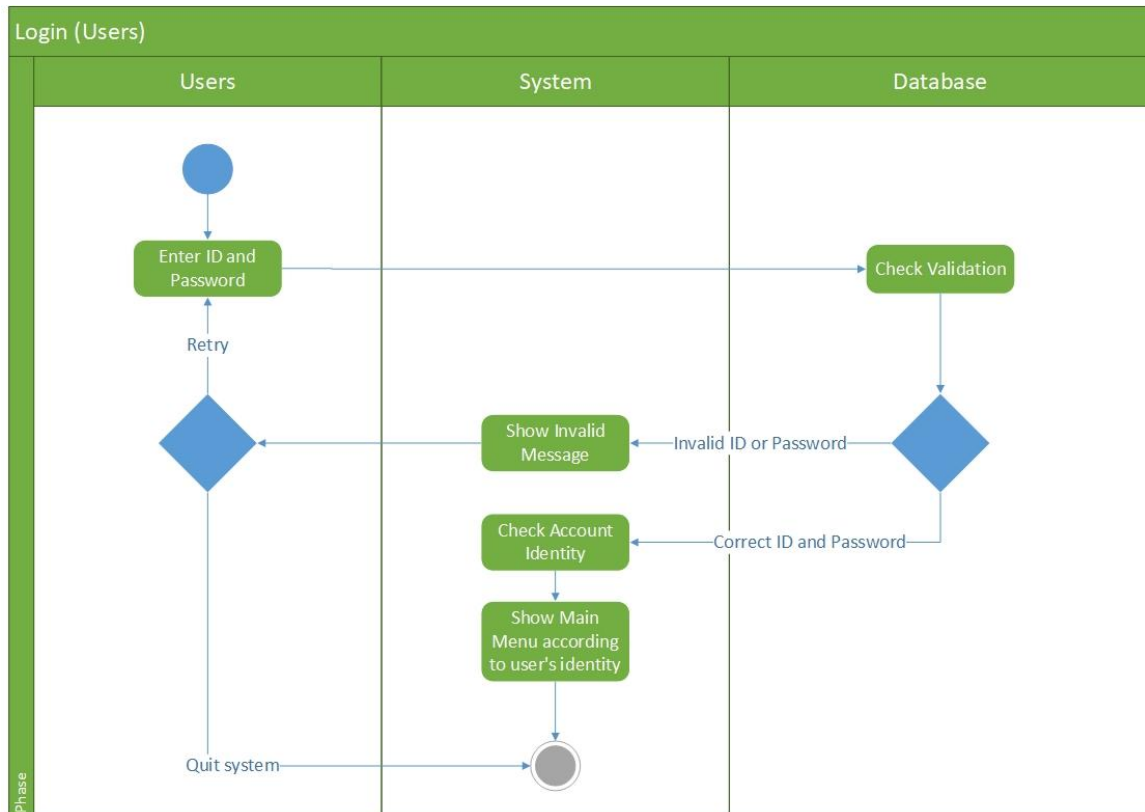 Login (Users)
Users
System
Database
Enter ID and
Password
Check Validation
Retry
Show Invalid
Message
Invalid ID or Password
Check Account
Identity
Correct ID and Password
Show Main
Menu according
to user's identity
Quit system
Phase